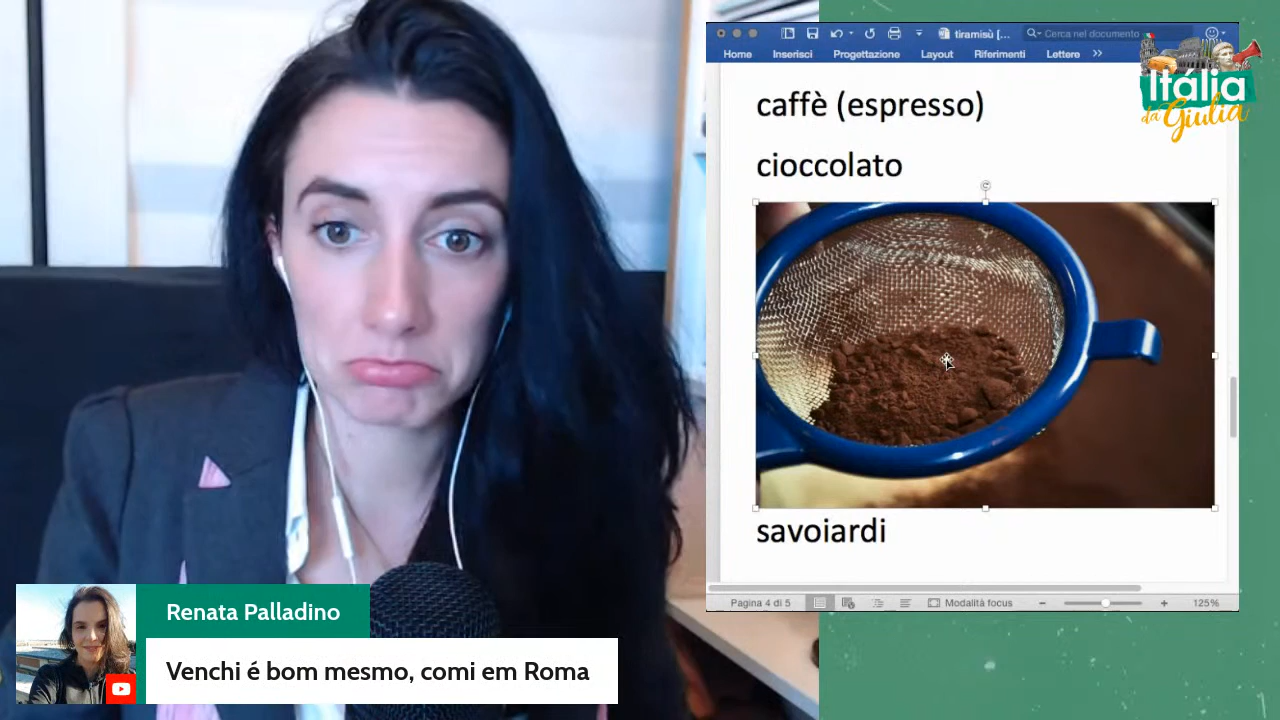 tiramisù [...
Cerca nel documento
Home Inserisci Progettazione Layout Riferimenti Lettere >>
Itália
da Giulia
caffè (espresso)
cioccolato
savoiardi
Pagina 4 di 5 Modalità focus 125%
Renata Palladino
Venchi é bom mesmo, comi em Roma